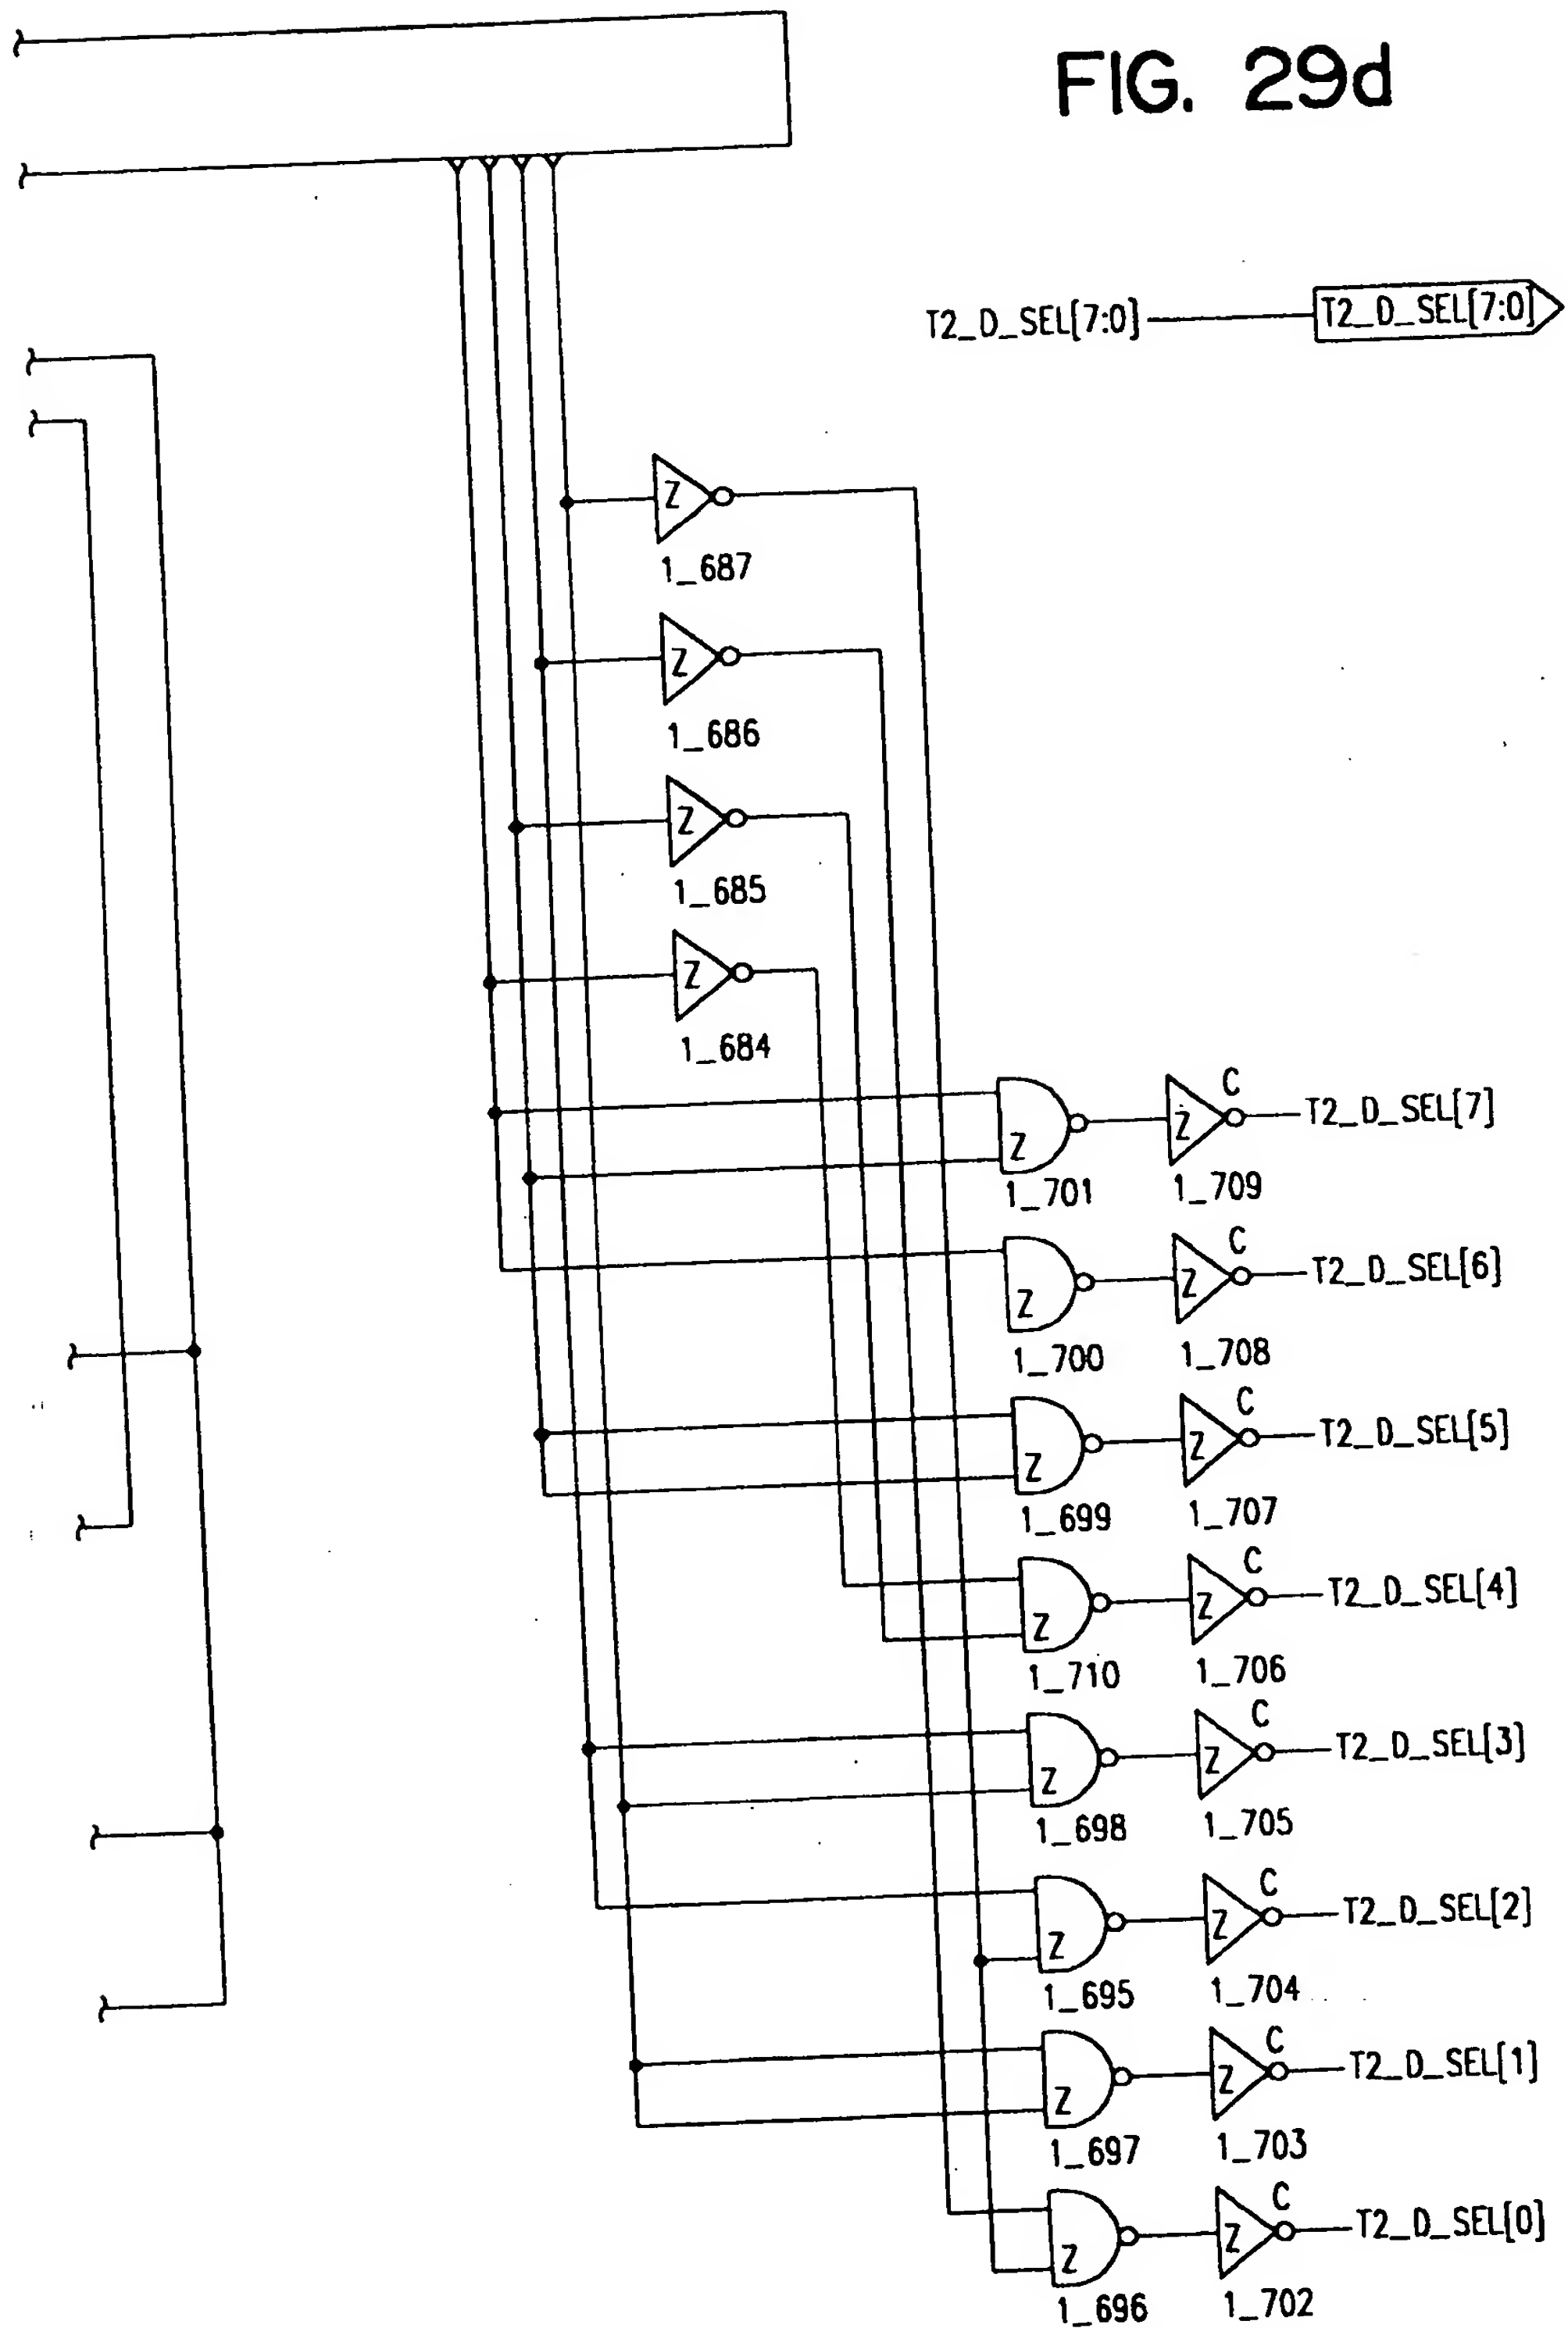 FIG. 29d
T2_D_SEL[7:0] T2_D_SEL[7:0]
Z
1_687
Z
1_686
Z
1_685
Z
1_684
Z C Z T2_D_SEL[7]
1_701 1_709
Z C Z T2_D_SEL[6]
1_700 1_708
Z C Z T2_D_SEL[5]
1_699 1_707
Z C Z T2_D_SEL[4]
1_710 1_706
Z C Z T2_D_SEL[3]
1_698 1_705
Z C Z T2_D_SEL[2]
1_695 1_704
Z C Z T2_D_SEL[1]
1_697 1_703
Z C Z T2_D_SEL[0]
1_696 1_702